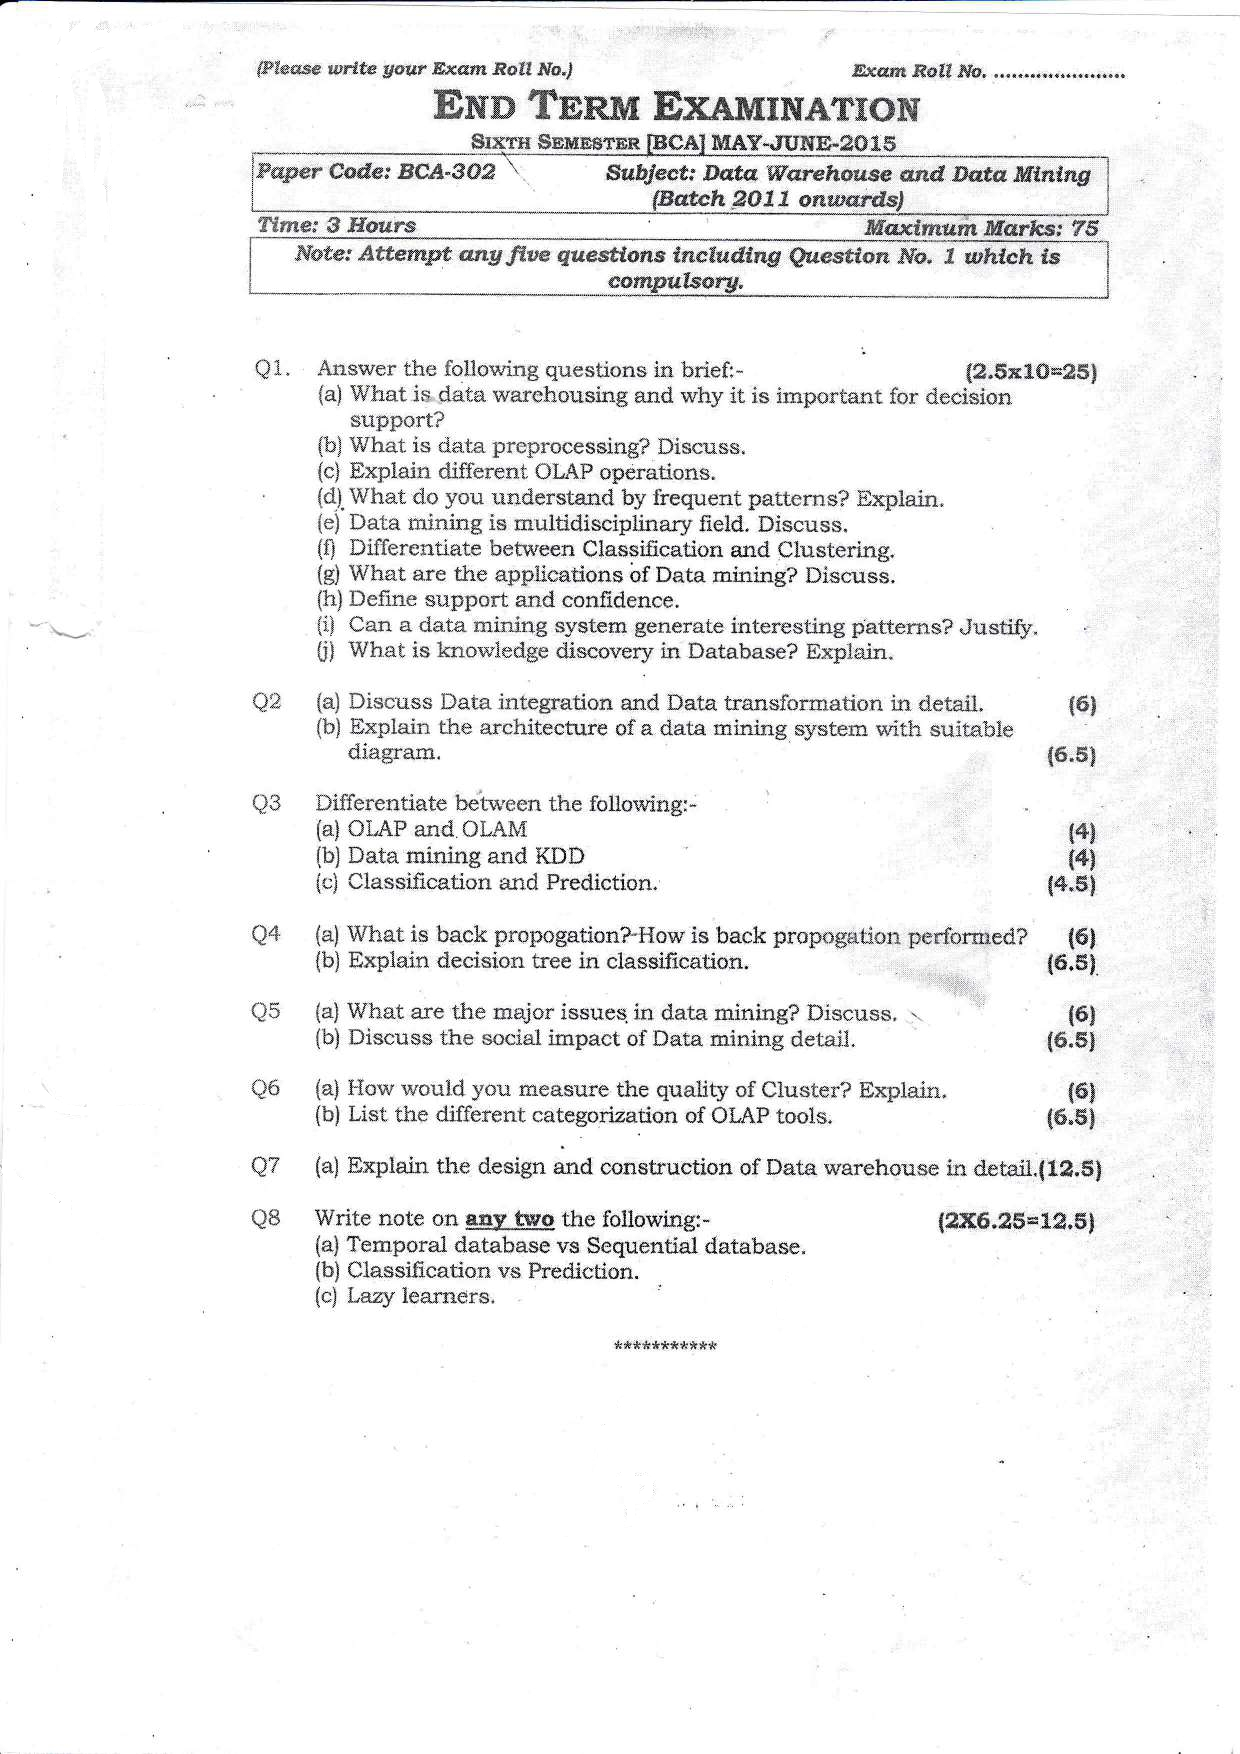 (Please write your Exam Roll No.) Exam Roll No. ......................
END TERM EXAMINATION
SIXTH SEMESTER [BCA] MAY-JUNE-2015
Paper Code: BCA-302 Subject: Data Warehouse and Data Mining
(Batch 2011 onwards)
Time: 3 Hours Maximum Marks: 75
Note: Attempt any five questions including Question No. 1 which is
compulsory.
Q1. Answer the following questions in brief:- (2.5x10=25)
(a) What is data warehousing and why it is important for decision
support?
(b) What is data preprocessing? Discuss.
(c) Explain different OLAP operations.
(d) What do you understand by frequent patterns? Explain.
(e) Data mining is multidisciplinary field. Discuss.
(f) Differentiate between Classification and Clustering.
(g) What are the applications of Data mining? Discuss.
(h) Define support and confidence.
(i) Can a data mining system generate interesting patterns? Justify.
(j) What is knowledge discovery in Database? Explain.
Q2 (a) Discuss Data integration and Data transformation in detail. (6)
(b) Explain the architecture of a data mining system with suitable
diagram. (6.5)
Q3 Differentiate between the following:-
(a) OLAP and OLAM (4)
(b) Data mining and KDD (4)
(c) Classification and Prediction. (4.5)
Q4 (a) What is back propogation? How is back propogation performed? (6)
(b) Explain decision tree in classification. (6.5)
Q5 (a) What are the major issues in data mining? Discuss. (6)
(b) Discuss the social impact of Data mining detail. (6.5)
Q6 (a) How would you measure the quality of Cluster? Explain. (6)
(b) List the different categorization of OLAP tools. (6.5)
Q7 (a) Explain the design and construction of Data warehouse in detail.(12.5)
Q8 Write note on any two the following:- (2X6.25=12.5)
(a) Temporal database vs Sequential database.
(b) Classification vs Prediction.
(c) Lazy learners.
***********